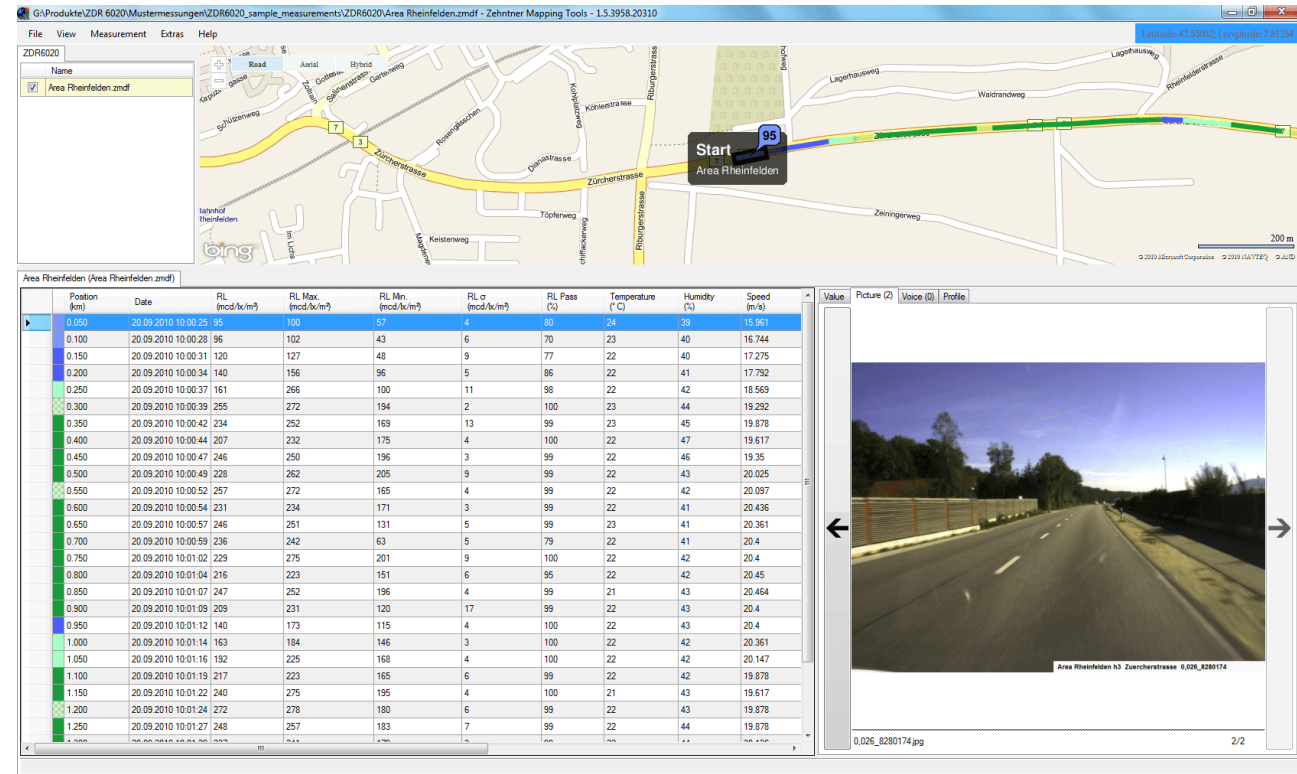 G:\Produkte\ZDR 6020\Mustermessungen\ZDR6020_sample_measurements\ZDR6020\Area Rheinfelden.zmdf - Zehntner Mapping Tools - 1.5.3958.20310
File View Measurement Extras Help
Latitude: 47.55082; Longitude: 7.81354
ZDR6020
Name
Area Rheinfelden.zmdf
Road Aerial Hybrid
Kapuz
gasse
Zollrain
Salinenstrasse
Gartenweg
Schützenweg
7
3
Rosengässchen
Zürcherstrasse
Kohlplatzweg
Köhlerstrasse
Riburgerstrasse
Dianastrasse
Zürcherstrasse
Töpferweg
Keistenweg
Im Lichs
Riburgerstrasse
Lagerhausweg
Waldrandweg
Lagerhausweg
Rheinfelderstrasse
Zeiningerweg
95
Start
7
Area Rheinfelden
7
bing
200 m
© 2010 Microsoft Corporation © 2010 NAVTEQ © AND
Area Rheinfelden (Area Rheinfelden.zmdf)
Position (km) Date RL (mcd/lx/m²) RL Max. (mcd/lx/m²) RL Min. (mcd/lx/m²) RL σ (mcd/lx/m²) RL Pass (%) Temperature (° C) Humidity (%) Speed (m/s)
0.050 20.09.2010 10:00:25 95 100 57 4 80 24 39 15.961
0.100 20.09.2010 10:00:28 96 102 43 6 70 23 40 16.744
0.150 20.09.2010 10:00:31 120 127 48 9 77 22 40 17.275
0.200 20.09.2010 10:00:34 140 156 96 5 86 22 41 17.792
0.250 20.09.2010 10:00:37 161 266 100 11 98 22 42 18.569
0.300 20.09.2010 10:00:39 255 272 194 2 100 23 44 19.292
0.350 20.09.2010 10:00:42 234 252 169 13 99 23 45 19.878
0.400 20.09.2010 10:00:44 207 232 175 4 100 22 47 19.617
0.450 20.09.2010 10:00:47 246 250 196 3 99 22 46 19.35
0.500 20.09.2010 10:00:49 228 262 205 9 99 22 43 20.025
0.550 20.09.2010 10:00:52 257 272 165 4 99 22 42 20.097
0.600 20.09.2010 10:00:54 231 234 171 3 99 22 41 20.436
0.650 20.09.2010 10:00:57 246 251 131 5 99 23 41 20.361
0.700 20.09.2010 10:00:59 236 242 63 5 79 22 41 20.4
0.750 20.09.2010 10:01:02 229 275 201 9 100 22 42 20.4
0.800 20.09.2010 10:01:04 216 223 151 6 95 22 42 20.45
0.850 20.09.2010 10:01:07 247 252 196 4 99 21 43 20.464
0.900 20.09.2010 10:01:09 209 231 120 17 99 22 43 20.4
0.950 20.09.2010 10:01:12 140 173 115 4 100 22 43 20.4
1.000 20.09.2010 10:01:14 163 184 146 3 100 22 42 20.361
1.050 20.09.2010 10:01:16 192 225 168 4 100 22 42 20.147
1.100 20.09.2010 10:01:19 217 223 165 6 99 22 42 19.878
1.150 20.09.2010 10:01:22 240 275 195 4 100 21 43 19.617
1.200 20.09.2010 10:01:24 272 278 180 6 99 22 43 19.878
1.250 20.09.2010 10:01:27 248 257 183 7 99 22 44 19.878
Value Picture (2) Voice (0) Profile
Area Rheinfelden h3 Zuercherstrasse 0,026_8280174
0,026_8280174.jpg 2/2